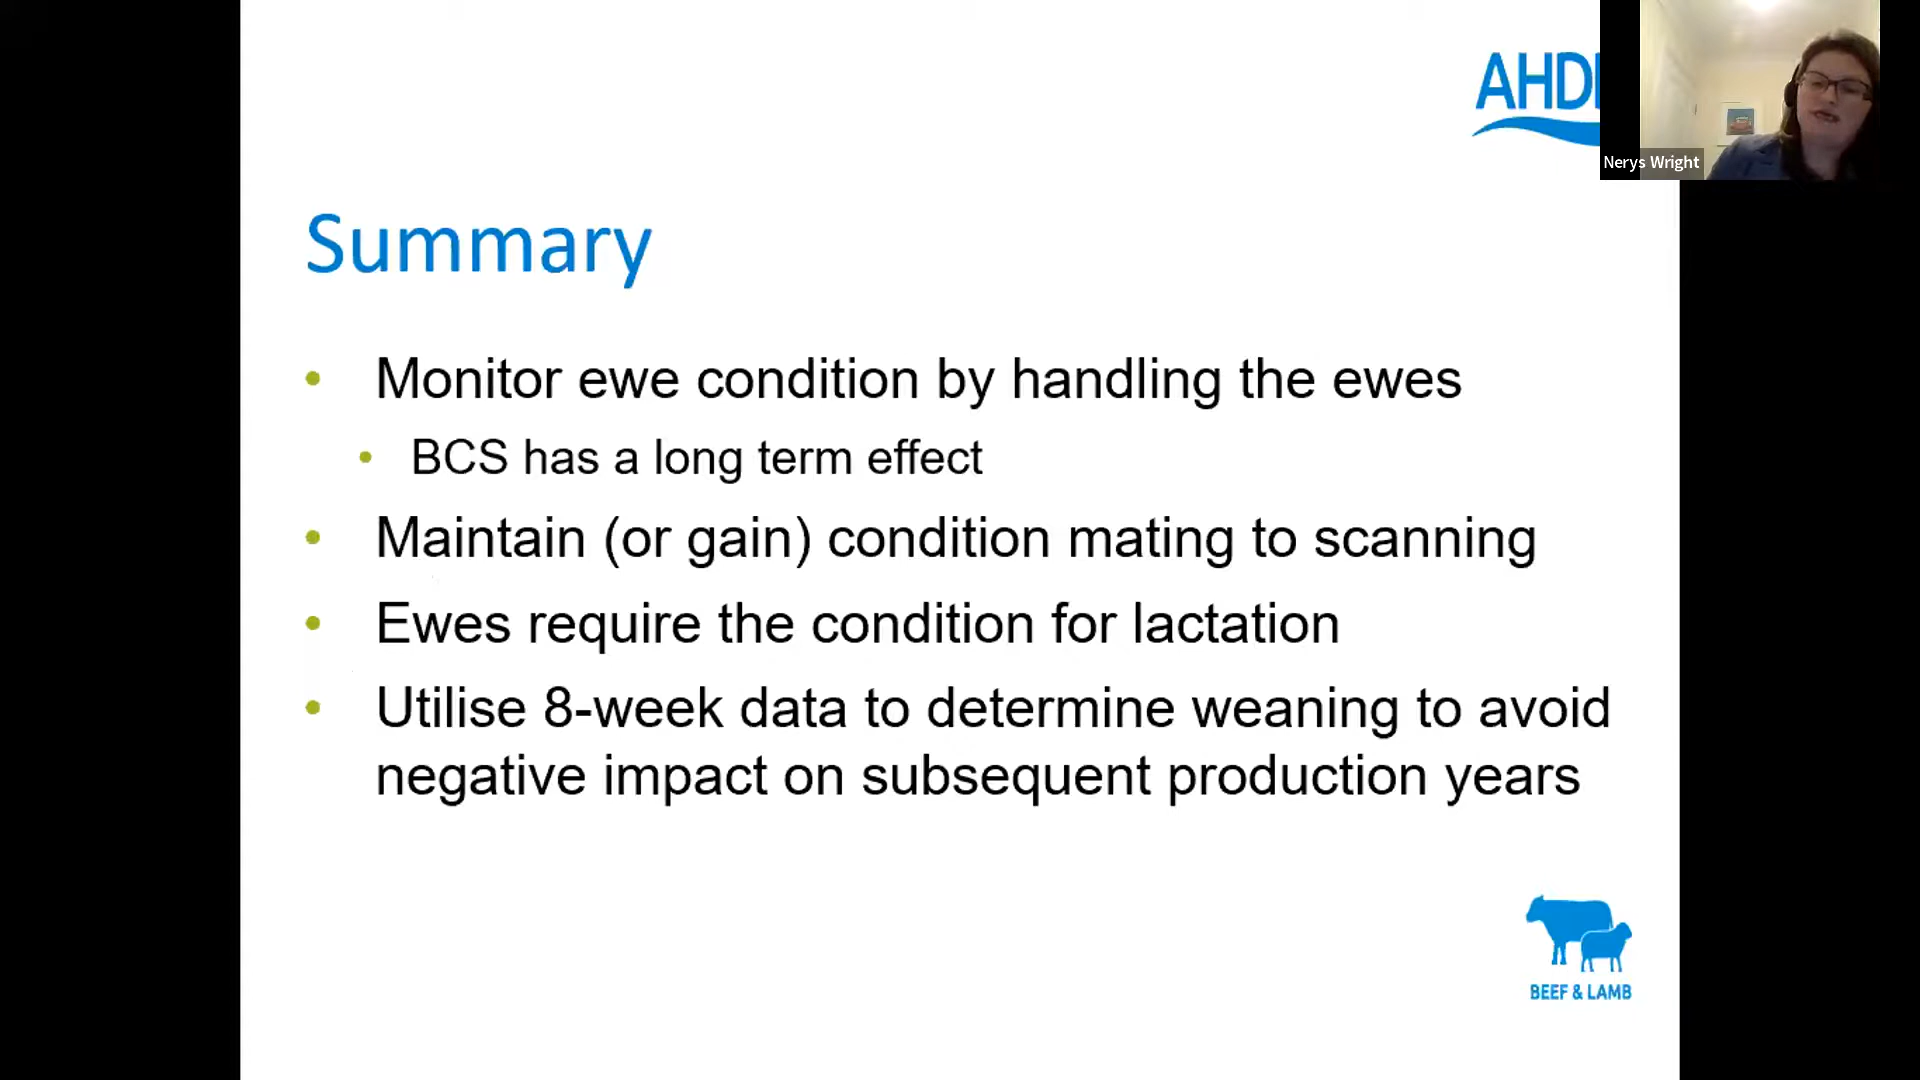 AHD
Nerys Wright
Summary
• Monitor ewe condition by handling the ewes
• BCS has a long term effect
• Maintain (or gain) condition mating to scanning
• Ewes require the condition for lactation
• Utilise 8-week data to determine weaning to avoid
negative impact on subsequent production years
BEEF & LAMB